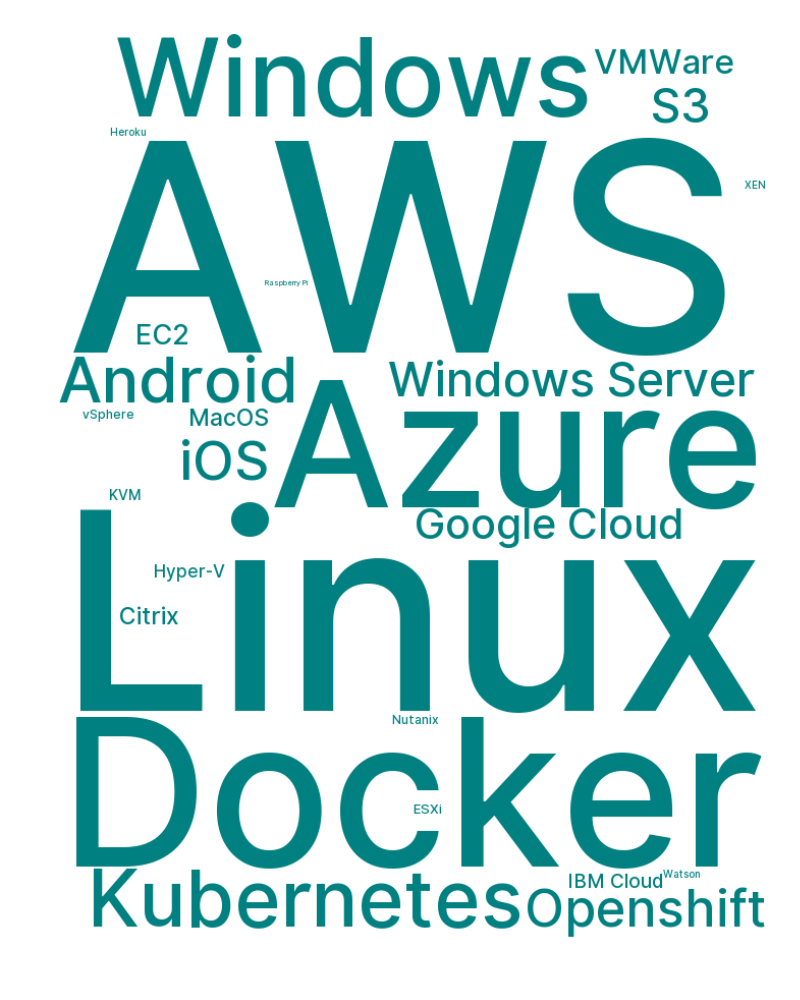 Windows
VMWare
S3
Heroku
AWS
XEN
Raspberry Pi
EC2
Android
Windows Server
vSphere
MacOS
Azure
iOS
KVM
Google Cloud
Linux
Hyper-V
Citrix
Nutanix
Docker
ESXi
Kubernetes
IBM Cloud
Watson
Openshift